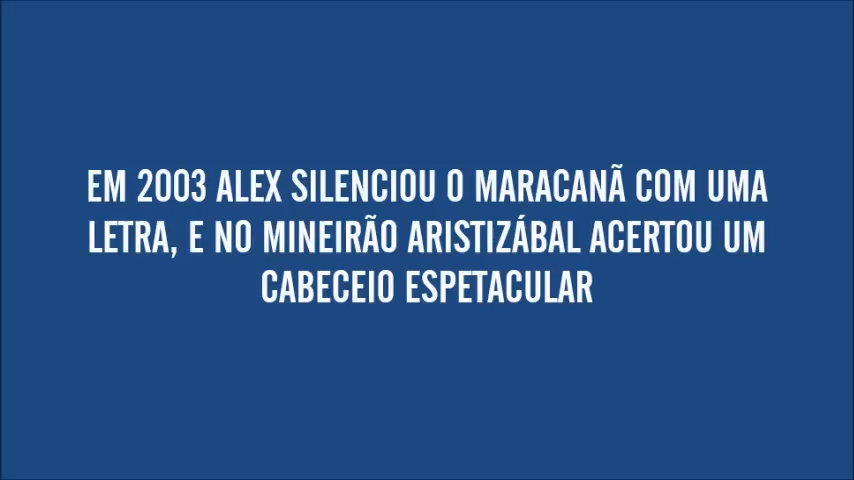 EM 2003 ALEX SILENCIOU O MARACANÃ COM UMA
LETRA, E NO MINEIRÃO ARISTIZÁBAL ACERTOU UM
CABECEIO ESPETACULAR